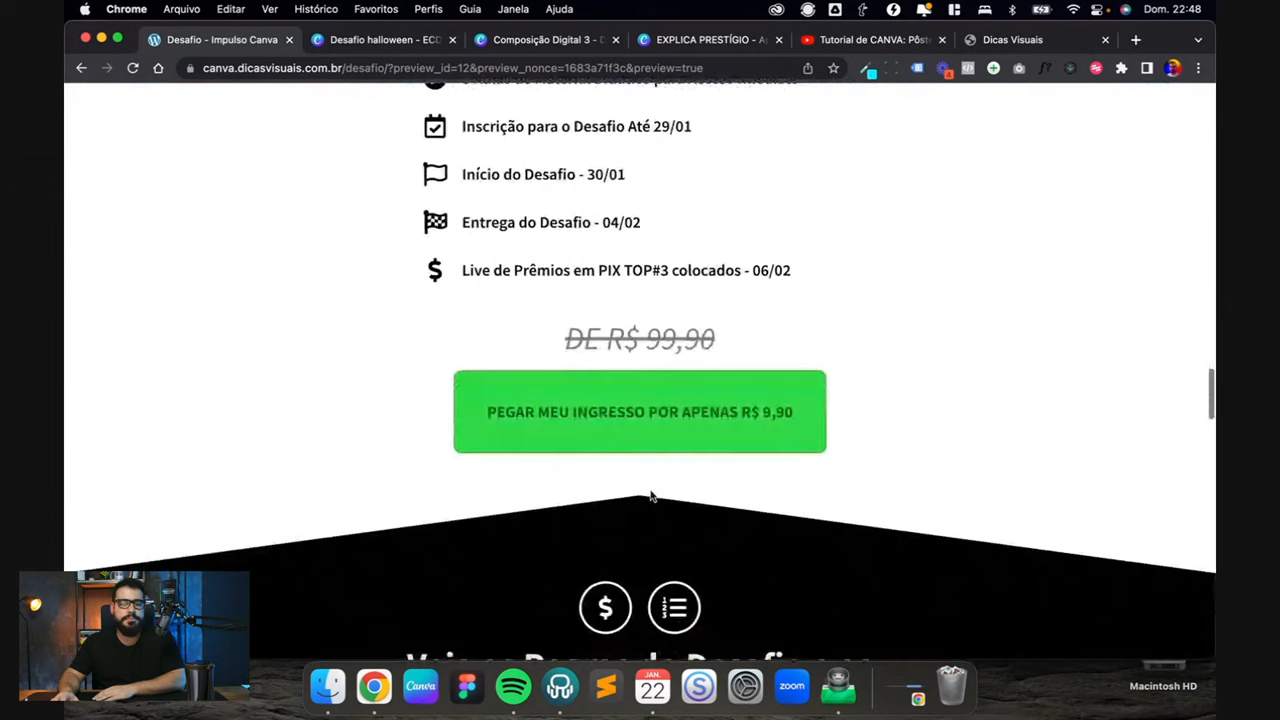 Chrome Arquivo Editar Ver Histórico Favoritos Perfis Guia Janela Ajuda Dom. 22:48
Desafio - Impulso Canva
Desafio halloween - ECD
Composição Digital 3 - D
EXPLICA PRESTÍGIO - A
Tutorial de CANVA: Pôste
Dicas Visuais
canva.dicasvisuais.com.br/desafio/?preview_id=12&preview_nonce=1683a71f3c&preview=true
Inscrição para o Desafio Até 29/01
Início do Desafio - 30/01
Entrega do Desafio - 04/02
Live de Prêmios em PIX TOP#3 colocados - 06/02
DE R$ 99,90
PEGAR MEU INGRESSO POR APENAS R$ 9,90
Canva
JAN.
22
zoom
Macintosh HD